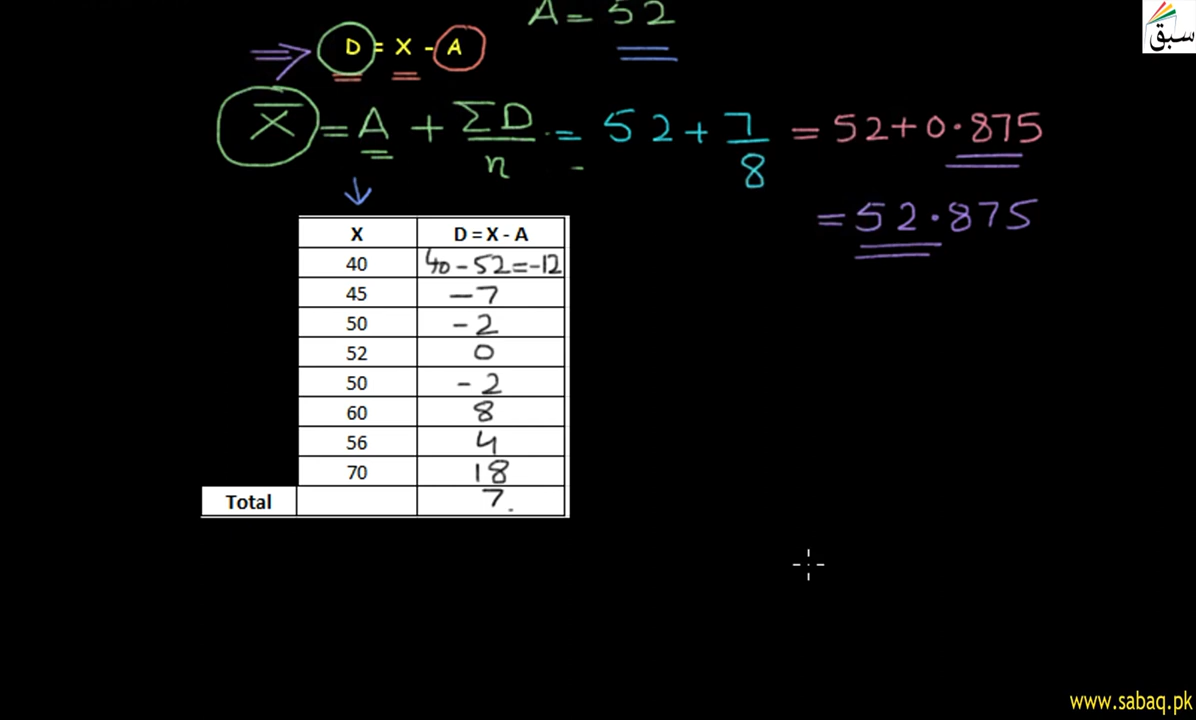 A = 52
سبق
D = X - A
X̅ = A + ΣD/n = 52 + 7/8 = 52 + 0.875
= 52.875
X D = X - A
40 40 - 52 = -12
45 -7
50 -2
52 0
50 -2
60 8
56 4
70 18
Total 7.
www.sabaq.pk